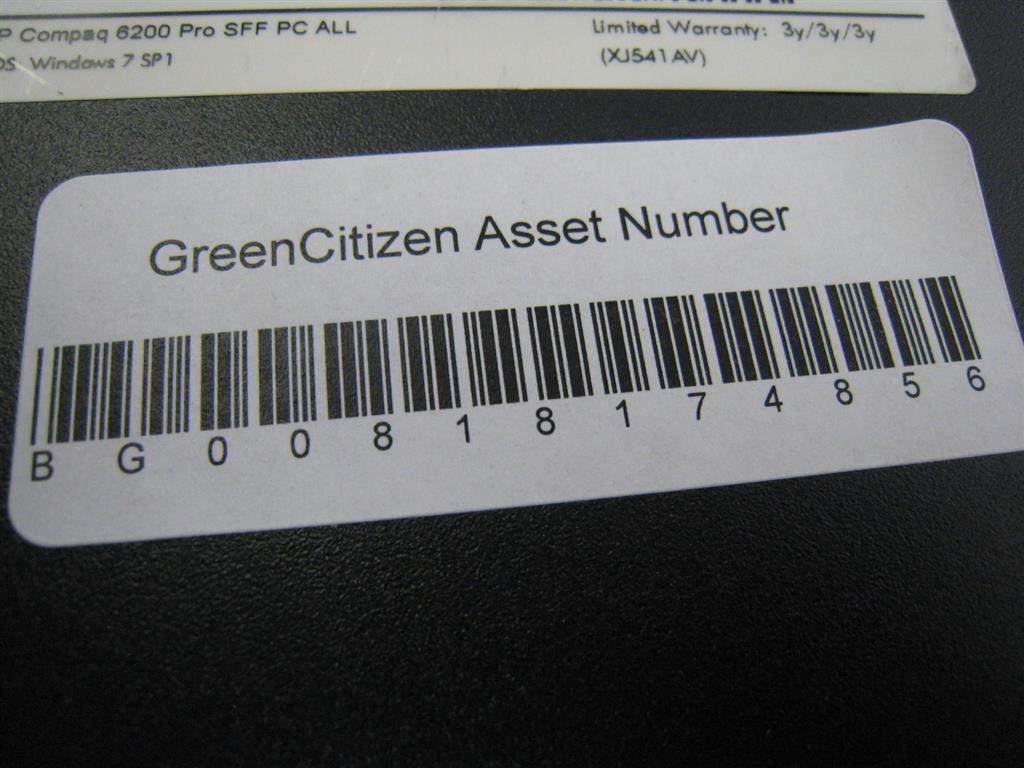 P Compaq 6200 Pro SFF PC ALL
Limited Warranty: 3y/3y/3y
OS Windows 7 SP1
(XJ541AV)
GreenCitizen Asset Number
B G 0 0 8 1 8 1 7 4 8 5 6